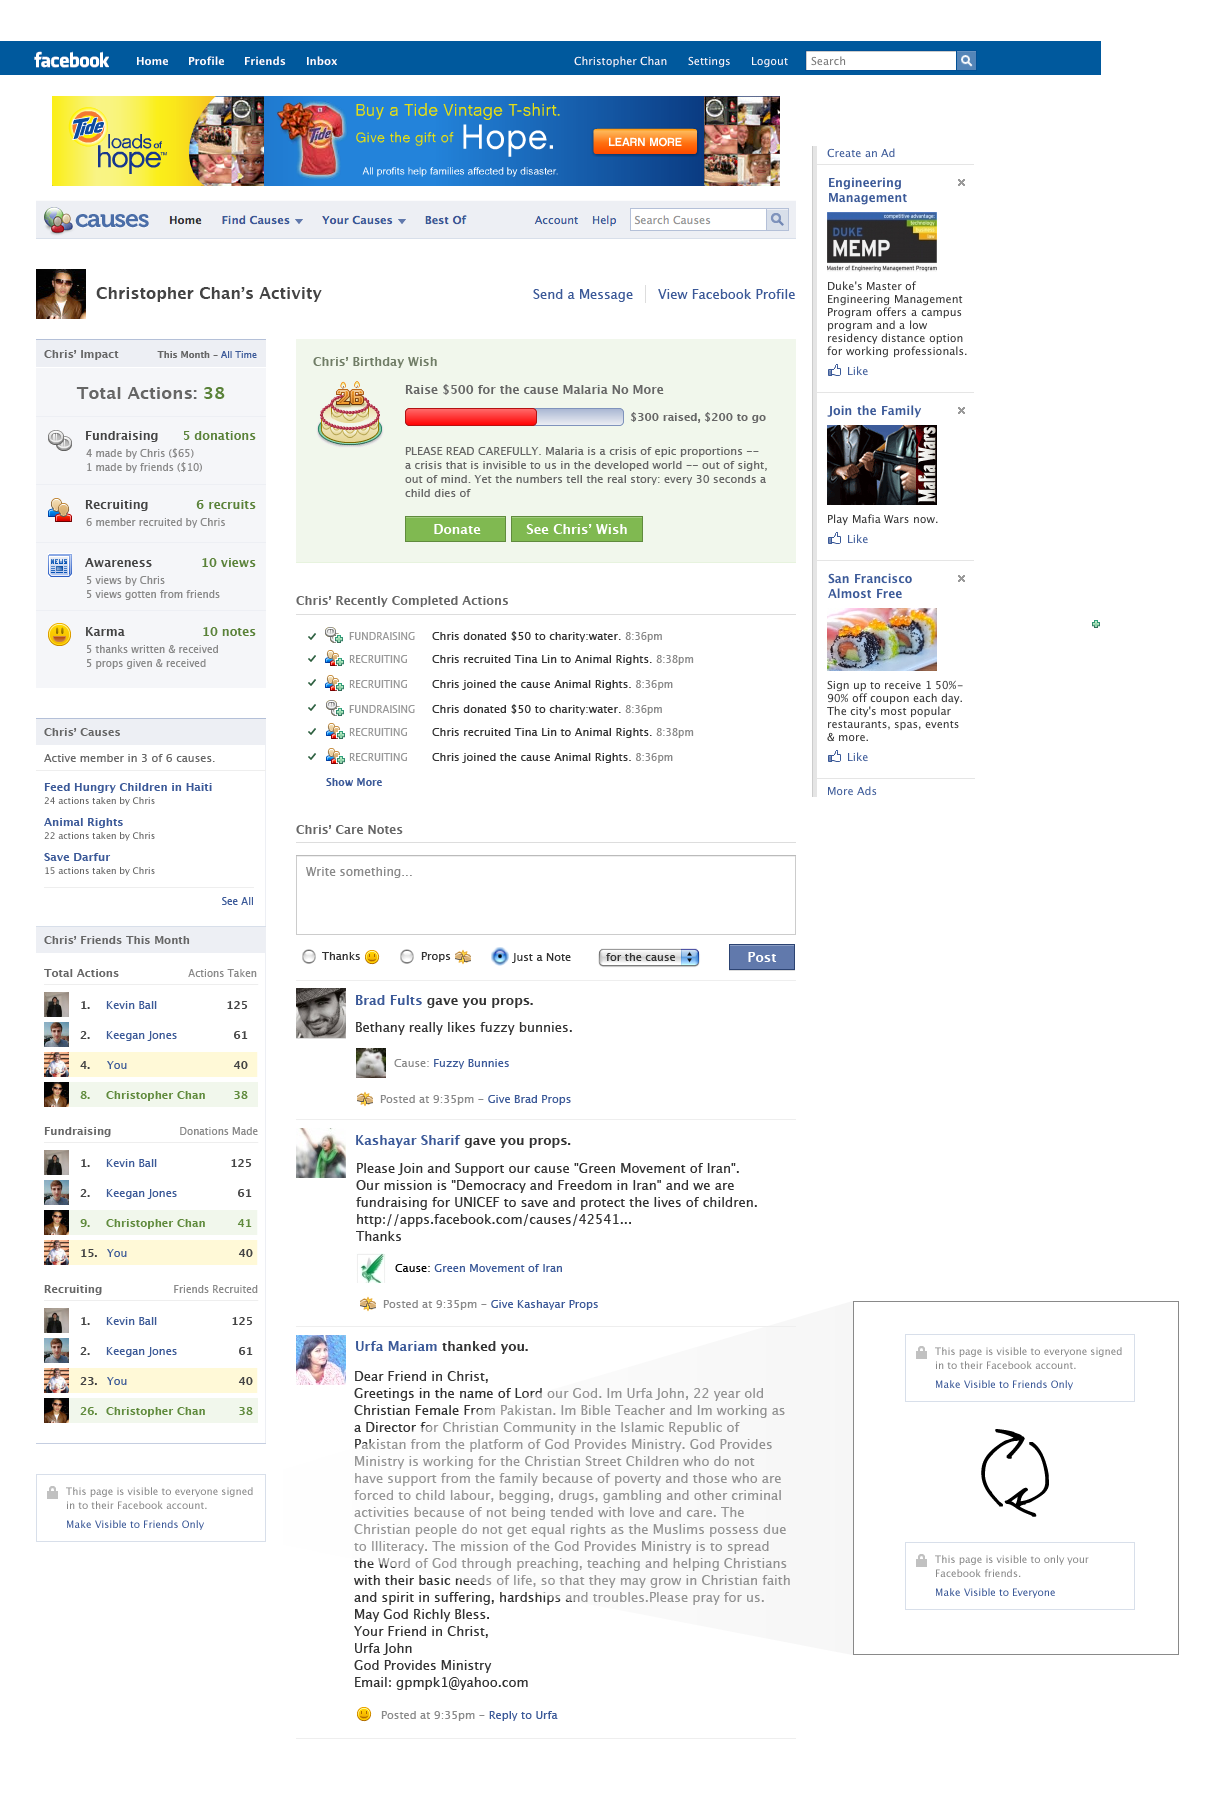 facebook Home Profile Friends Inbox Christopher Chan Settings Logout Search
Tide
loads of
hope™
Buy a Tide Vintage T-shirt.
Give the gift of Hope.
All profits help families affected by disaster.
LEARN MORE
Tide
causes Home Find Causes Your Causes Best Of Account Help Search Causes
Christopher Chan's Activity Send a Message View Facebook Profile
Chris' Impact This Month - All Time
Total Actions: 38
Fundraising 5 donations
4 made by Chris ($65)
1 made by friends ($10)
Recruiting 6 recruits
6 member recruited by Chris
NEWS
Awareness 10 views
5 views by Chris
5 views gotten from friends
Karma 10 notes
5 thanks written & received
5 props given & received
Chris' Causes
Active member in 3 of 6 causes.
Feed Hungry Children in Haiti
24 actions taken by Chris
Animal Rights
22 actions taken by Chris
Save Darfur
15 actions taken by Chris
See All
Chris' Friends This Month
Total Actions Actions Taken
1. Kevin Ball 125
2. Keegan Jones 61
4. You 40
8. Christopher Chan 38
Fundraising Donations Made
1. Kevin Ball 125
2. Keegan Jones 61
9. Christopher Chan 41
15. You 40
Recruiting Friends Recruited
1. Kevin Ball 125
2. Keegan Jones 61
23. You 40
26. Christopher Chan 38
This page is visible to everyone signed
in to their Facebook account.
Make Visible to Friends Only
Chris' Birthday Wish
26
Raise $500 for the cause Malaria No More
$300 raised, $200 to go
PLEASE READ CAREFULLY. Malaria is a crisis of epic proportions --
a crisis that is invisible to us in the developed world -- out of sight,
out of mind. Yet the numbers tell the real story: every 30 seconds a
child dies of
Donate See Chris' Wish
Chris' Recently Completed Actions
FUNDRAISING Chris donated $50 to charity:water. 8:36pm
RECRUITING Chris recruited Tina Lin to Animal Rights. 8:38pm
RECRUITING Chris joined the cause Animal Rights. 8:36pm
FUNDRAISING Chris donated $50 to charity:water. 8:36pm
RECRUITING Chris recruited Tina Lin to Animal Rights. 8:38pm
RECRUITING Chris joined the cause Animal Rights. 8:36pm
Show More
Chris' Care Notes
Write something...
Thanks Props Just a Note for the cause Post
Brad Fults gave you props.
Bethany really likes fuzzy bunnies.
Cause: Fuzzy Bunnies
Posted at 9:35pm - Give Brad Props
Kashayar Sharif gave you props.
Please Join and Support our cause "Green Movement of Iran".
Our mission is "Democracy and Freedom in Iran" and we are
fundraising for UNICEF to save and protect the lives of children.
http://apps.facebook.com/causes/42541...
Thanks
Cause: Green Movement of Iran
Posted at 9:35pm - Give Kashayar Props
Urfa Mariam thanked you.
Dear Friend in Christ,
Greetings in the name of Lord our God. Im Urfa John, 22 year old
Christian Female From Pakistan. Im Bible Teacher and Im working as
a Director for Christian Community in the Islamic Republic of
Pakistan from the platform of God Provides Ministry. God Provides
Ministry is working for the Christian Street Children who do not
have support from the family because of poverty and those who are
forced to child labour, begging, drugs, gambling and other criminal
activities because of not being tended with love and care. The
Christian people do not get equal rights as the Muslims possess due
to Illiteracy. The mission of the God Provides Ministry is to spread
the Word of God through preaching, teaching and helping Christians
with their basic needs of life, so that they may grow in Christian faith
and spirit in suffering, hardships and troubles.Please pray for us.
May God Richly Bless.
Your Friend in Christ,
Urfa John
God Provides Ministry
Email: gpmpk1@yahoo.com
Posted at 9:35pm - Reply to Urfa
Create an Ad
Engineering
Management
competitive advantage:
technology
business
law
DUKE
MEMP
Master of Engineering Management Program
Duke's Master of
Engineering Management
Program offers a campus
program and a low
residency distance option
for working professionals.
Like
Join the Family
Mafia Wars
Play Mafia Wars now.
Like
San Francisco
Almost Free
Sign up to receive 1 50%-
90% off coupon each day.
The city's most popular
restaurants, spas, events
& more.
Like
More Ads
This page is visible to everyone signed
in to their Facebook account.
Make Visible to Friends Only
This page is visible to only your
Facebook friends.
Make Visible to Everyone